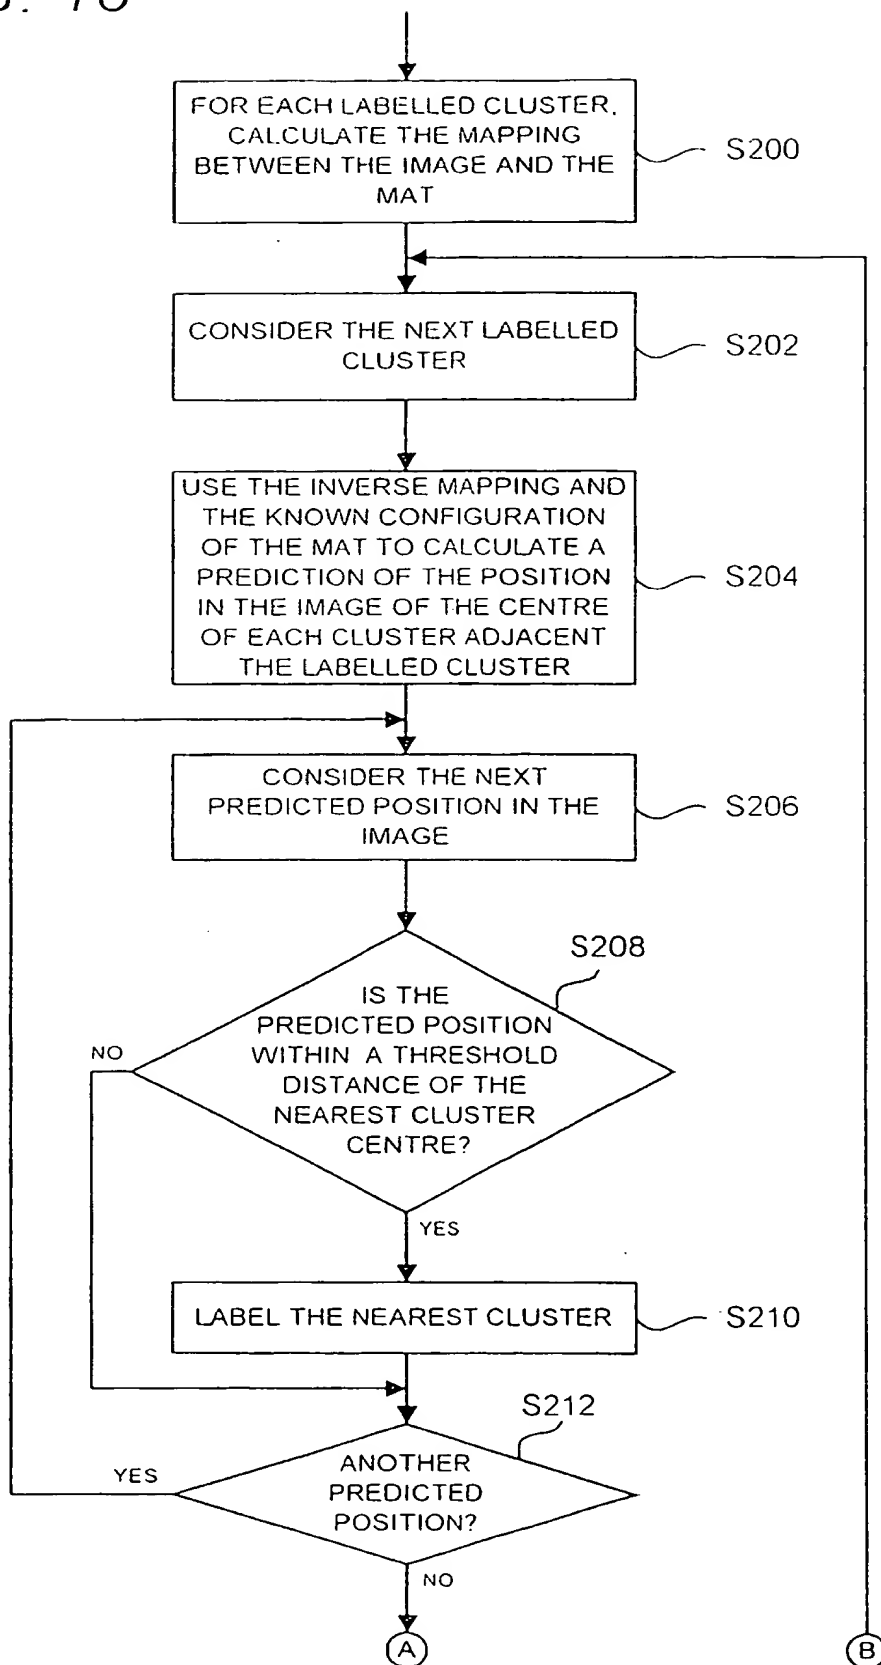 FOR EACH LABELLED CLUSTER,
CALCULATE THE MAPPING
BETWEEN THE IMAGE AND THE
MAT
S200
CONSIDER THE NEXT LABELLED
CLUSTER
S202
USE THE INVERSE MAPPING AND
THE KNOWN CONFIGURATION
OF THE MAT TO CALCULATE A
PREDICTION OF THE POSITION
IN THE IMAGE OF THE CENTRE
OF EACH CLUSTER ADJACENT
THE LABELLED CLUSTER
S204
CONSIDER THE NEXT
PREDICTED POSITION IN THE
IMAGE
S206
S208
IS THE
PREDICTED POSITION
WITHIN A THRESHOLD
DISTANCE OF THE
NEAREST CLUSTER
CENTRE?
NO
YES
LABEL THE NEAREST CLUSTER
S210
S212
ANOTHER
PREDICTED
POSITION?
YES
NO
A
B